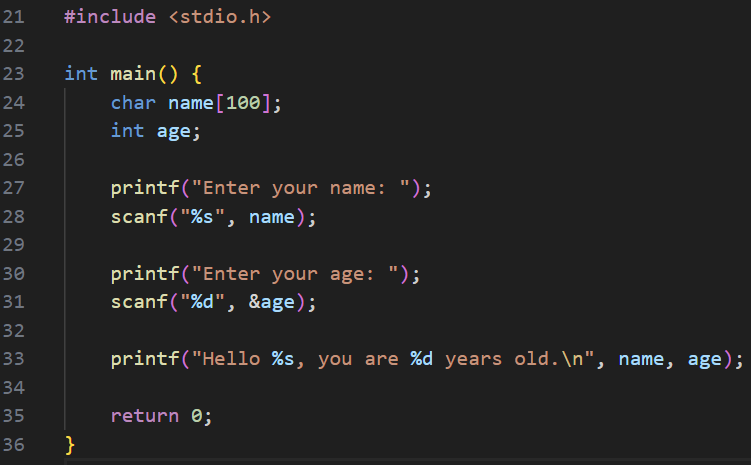 21 #include <stdio.h>
22
23 int main() {
24     char name[100];
25     int age;
26
27     printf("Enter your name: ");
28     scanf("%s", name);
29
30     printf("Enter your age: ");
31     scanf("%d", &age);
32
33     printf("Hello %s, you are %d years old.\n", name, age);
34
35     return 0;
36 }